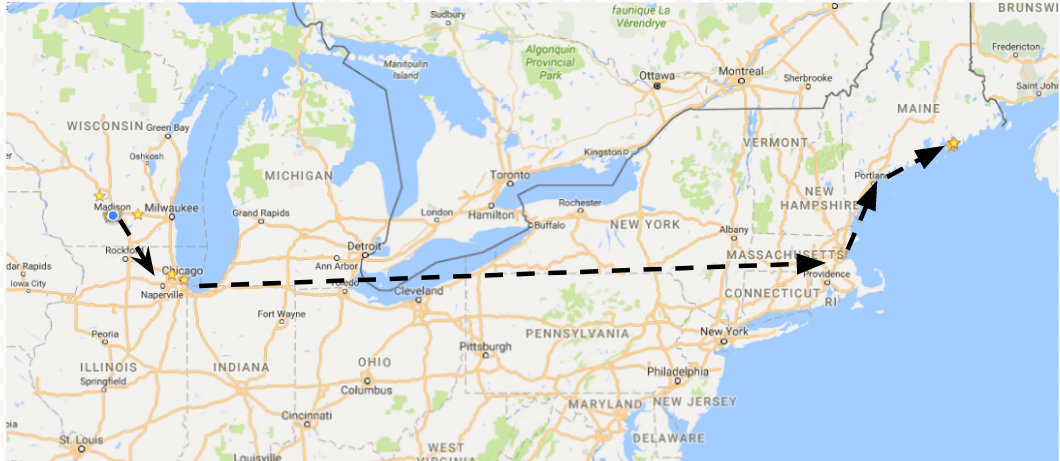 Sudbury
faunique La
Vérendrye
BRUNSWI
Manitoulin
Island
Algonquin
Provincial
Park
Ottawa
Montreal
Sherbrooke
Fredericton
Saint John
MAINE
WISCONSIN
Green Bay
VERMONT
Kingston
Oshkosh
MICHIGAN
Toronto
Portland
NEW
HAMPSHIRE
Madison
Milwaukee
Grand Rapids
London
Hamilton
Rochester
Buffalo
NEW YORK
Albany
Rockford
Detroit
MASSACHUSETTS
dar Rapids
Iowa City
Chicago
Naperville
Ann Arbor
Toledo
Cleveland
Providence
CONNECTICUT
RI
Fort Wayne
Peoria
PENNSYLVANIA
New York
Pittsburgh
ILLINOIS
INDIANA
OHIO
Springfield
Columbus
Philadelphia
MARYLAND
NEW JERSEY
Cincinnati
DELAWARE
St. Louis
WEST
VIRGINIA
Louisville